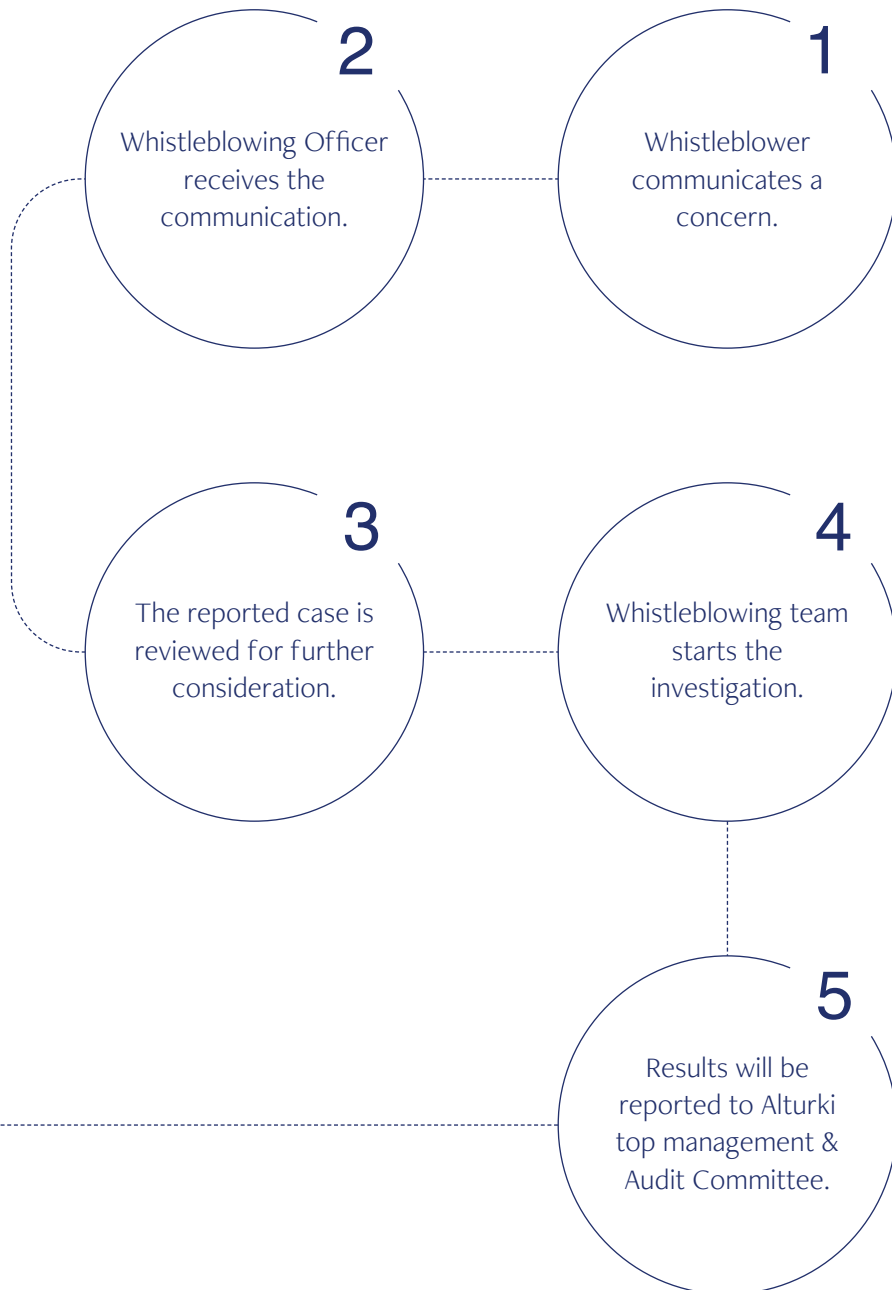 1
Whistleblower
communicates a
concern.
2
Whistleblowing Officer
receives the
communication.
3
The reported case is
reviewed for further
consideration.
4
Whistleblowing team
starts the
investigation.
5
Results will be
reported to Alturki
top management &
Audit Committee.